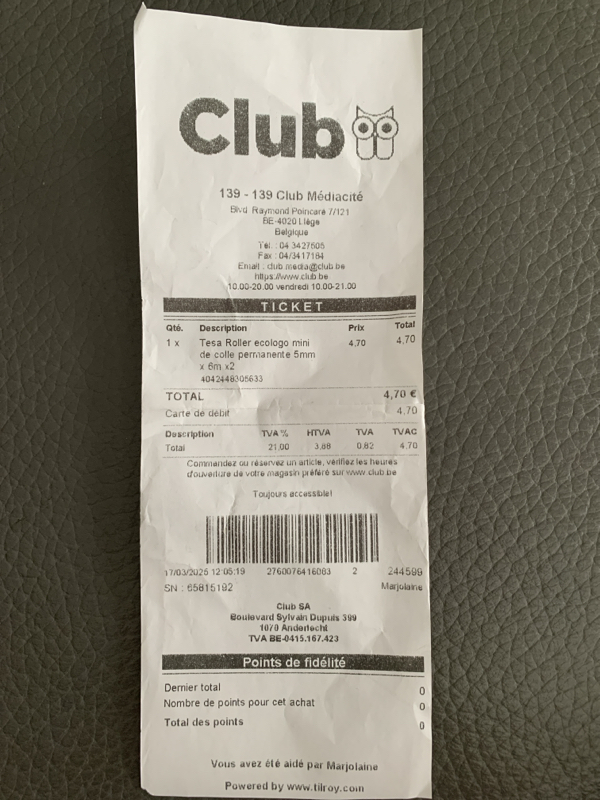 Club
139 - 139 Club Médiacité
Blvd Raymond Poincaré 7/121
BE-4020 Liège
Belgique
Tél. : 04 3427605
Fax : 04/3417184
Email : club.media@club.be
https://www.club.be
10.00-20.00 vendredi 10.00-21.00
TICKET
Qté. Description Prix Total
1 x Tesa Roller ecologo mini 4,70 4,70
de colle permanente 5mm
x 6m x2
4042448305633
TOTAL 4,70 €
Carte de débit 4,70
Description TVA % HTVA TVA TVAC
Total 21,00 3,88 0,82 4,70
Commandez ou réservez un article, vérifiez les heures
d'ouverture de votre magasin préféré sur www.club.be
Toujours accessible!
17/03/2025 12:05:19 2760076416083 2 244599
SN : 65815192 Marjolaine
Club SA
Boulevard Sylvain Dupuis 399
1070 Anderlecht
TVA BE-0415.167.423
Points de fidélité
Dernier total 0
Nombre de points pour cet achat 0
Total des points 0
Vous avez été aidé par Marjolaine
Powered by www.tilroy.com